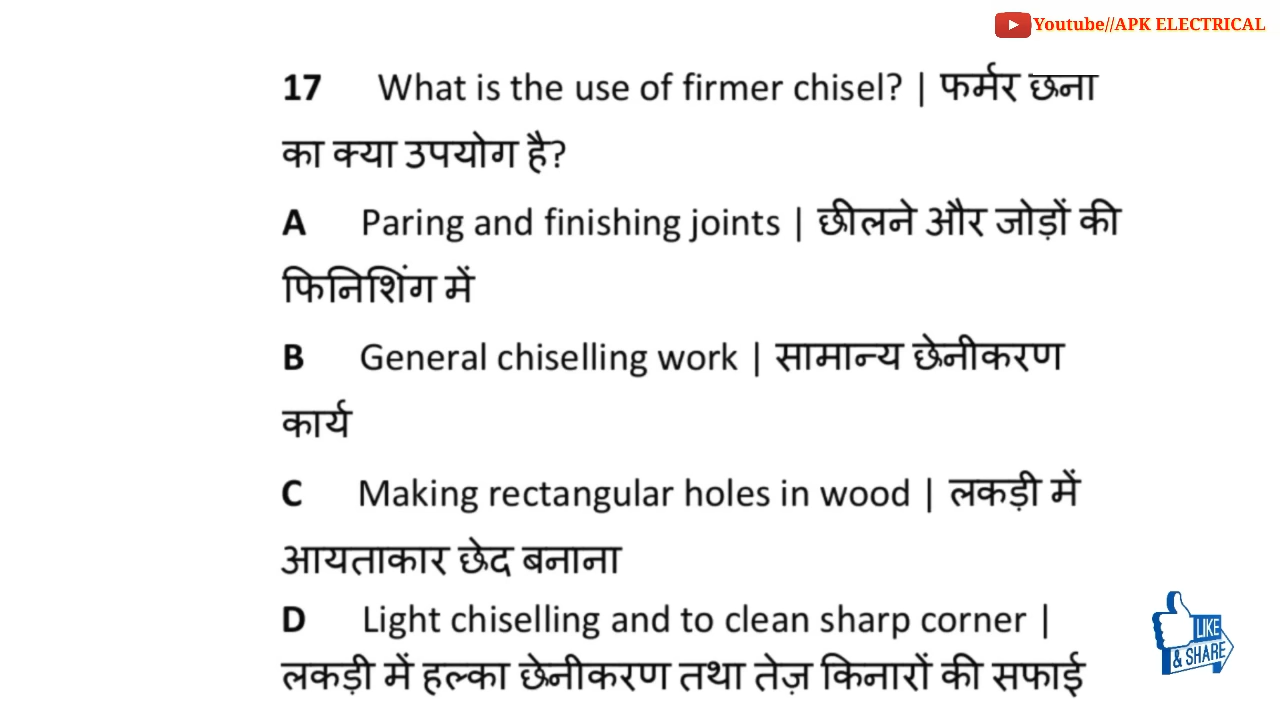 Youtube//APK ELECTRICAL
17 What is the use of firmer chisel? | फर्मर छेना
का क्या उपयोग है?
A Paring and finishing joints | छीलने और जोड़ों की
फिनिशिंग में
B General chiselling work | सामान्य छेनीकरण
कार्य
C Making rectangular holes in wood | लकड़ी में
आयताकार छेद बनाना
D Light chiselling and to clean sharp corner |
लकड़ी में हल्का छेनीकरण तथा तेज़ किनारों की सफाई
LIKE
& SHARE